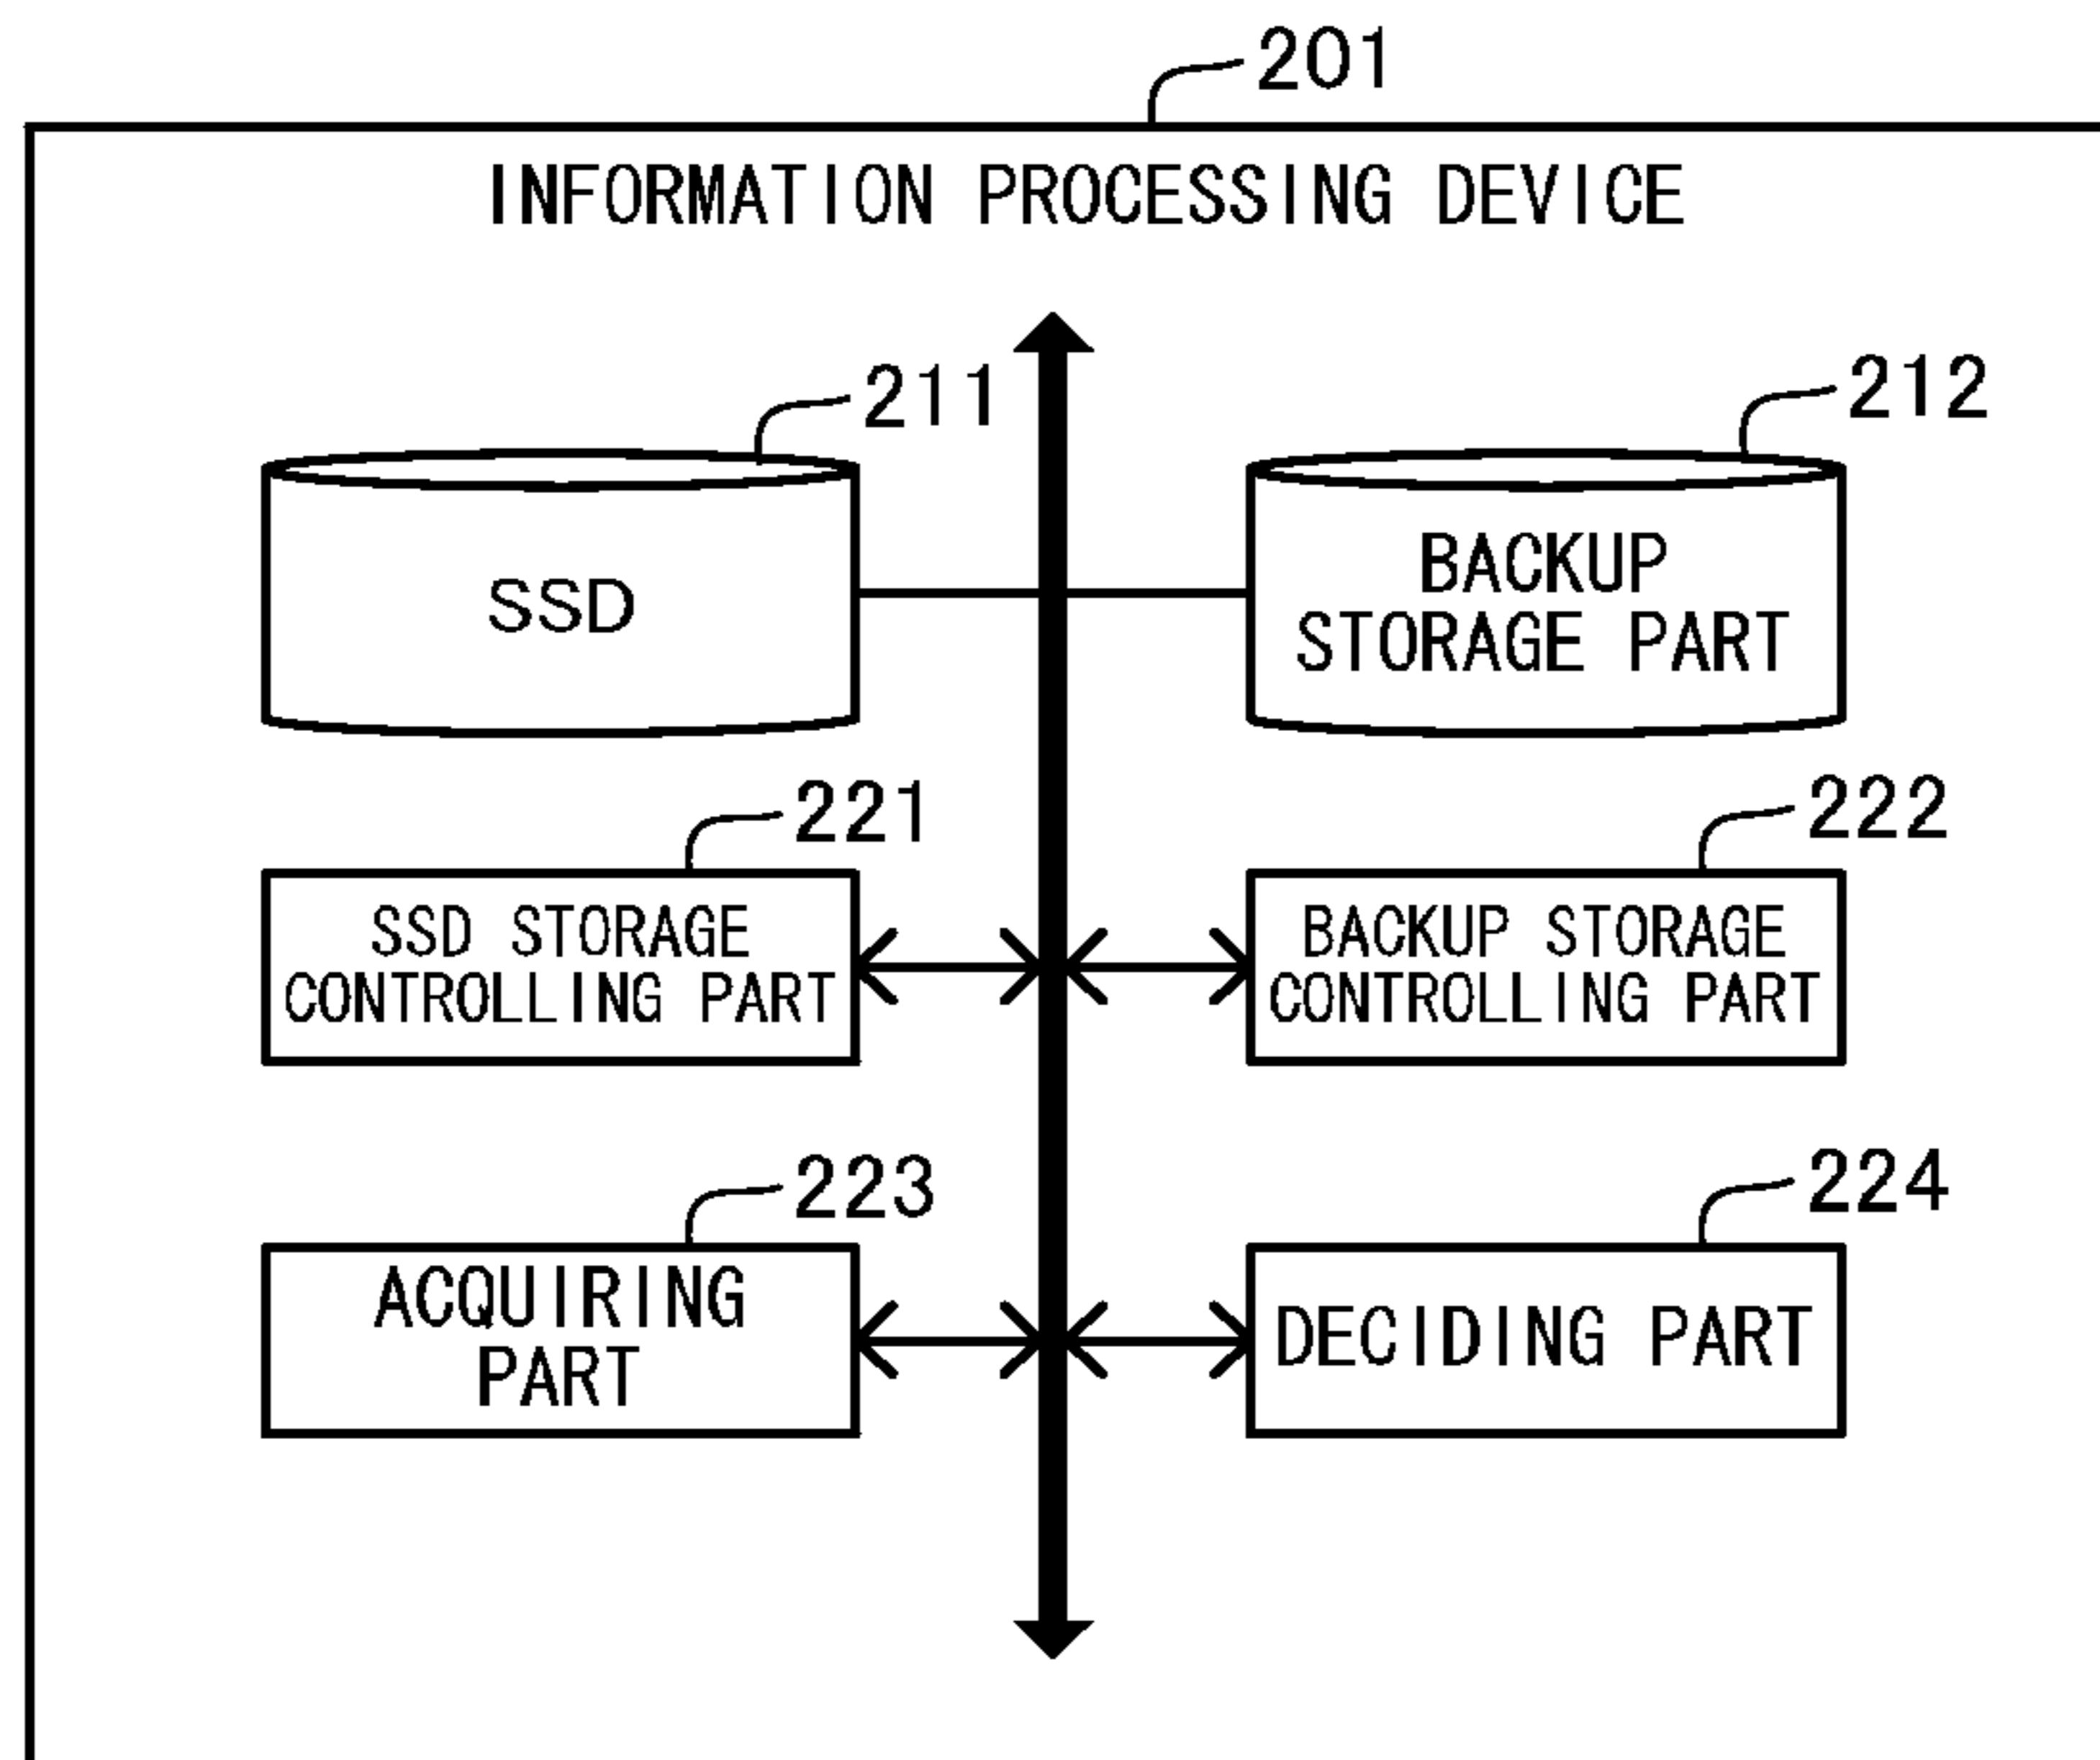 201
INFORMATION PROCESSING DEVICE
211
212
SSD
BACKUP
STORAGE PART
221
222
SSD STORAGE
CONTROLLING PART
BACKUP STORAGE
CONTROLLING PART
223
224
ACQUIRING
PART
DECIDING PART